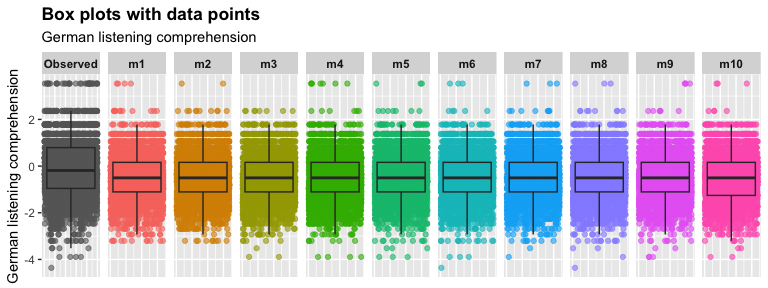 Box plots with data points
German listening comprehension
Observed m1 m2 m3 m4 m5 m6 m7 m8 m9 m10
German listening comprehension
2
0
-2
-4